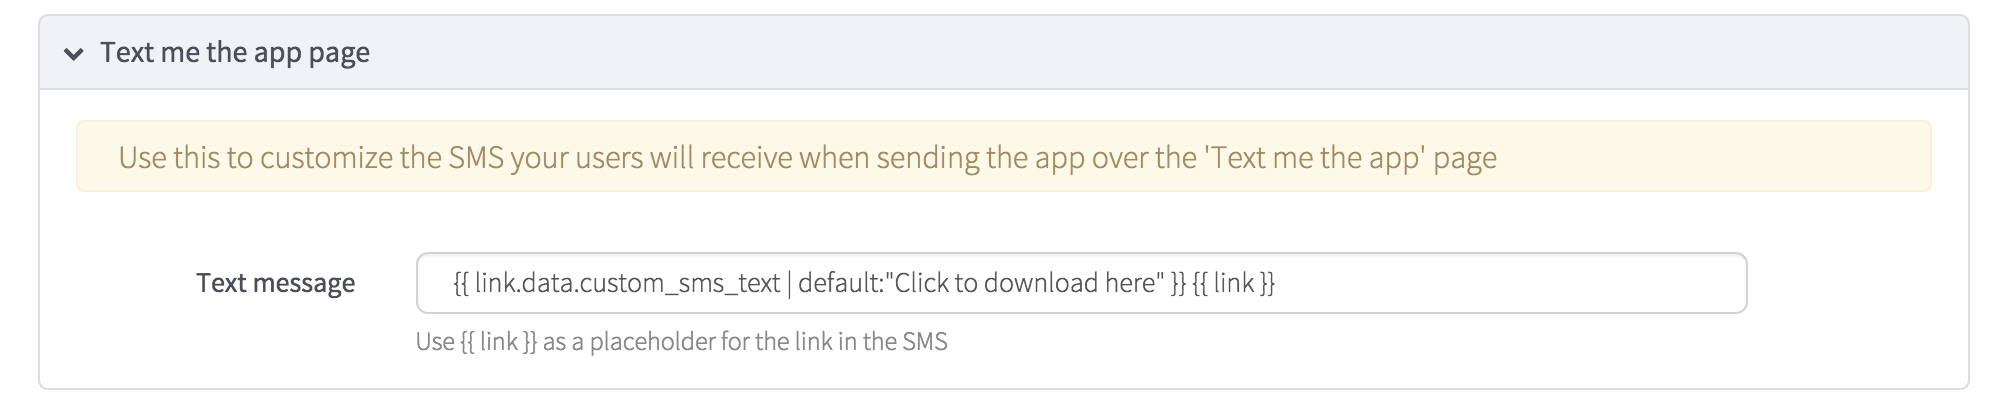 Text me the app page
Use this to customize the SMS your users will receive when sending the app over the 'Text me the app' page
Text message
{{ link.data.custom_sms_text | default:"Click to download here" }} {{ link }}
Use {{ link }} as a placeholder for the link in the SMS